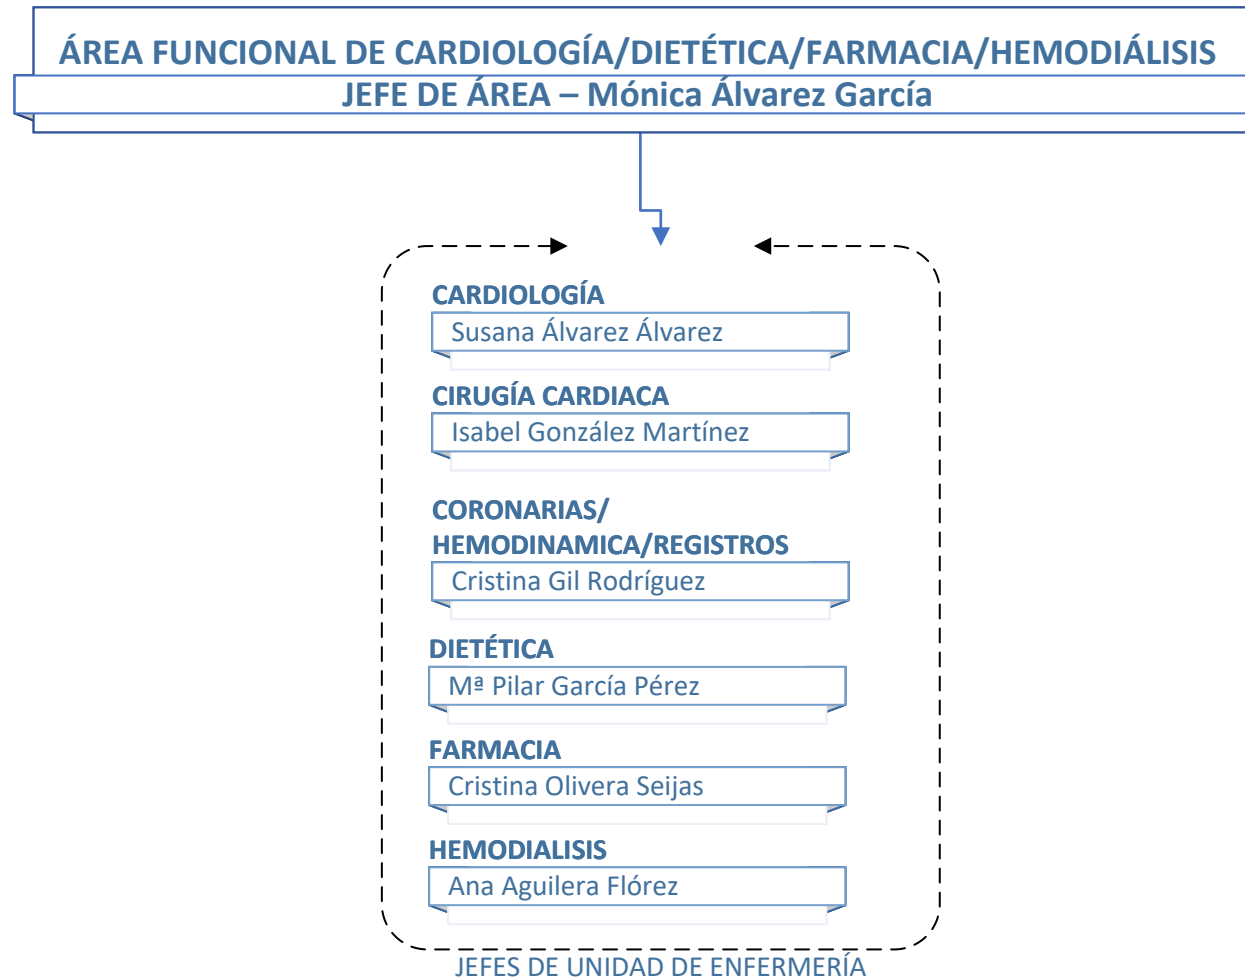 ÁREA FUNCIONAL DE CARDIOLOGÍA/DIETÉTICA/FARMACIA/HEMODIÁLISIS
JEFE DE ÁREA – Mónica Álvarez García
CARDIOLOGÍA
Susana Álvarez Álvarez
CIRUGÍA CARDIACA
Isabel González Martínez
CORONARIAS/
HEMODINAMICA/REGISTROS
Cristina Gil Rodríguez
DIETÉTICA
Mª Pilar García Pérez
FARMACIA
Cristina Olivera Seijas
HEMODIALISIS
Ana Aguilera Flórez
JEFES DE UNIDAD DE ENFERMERÍA